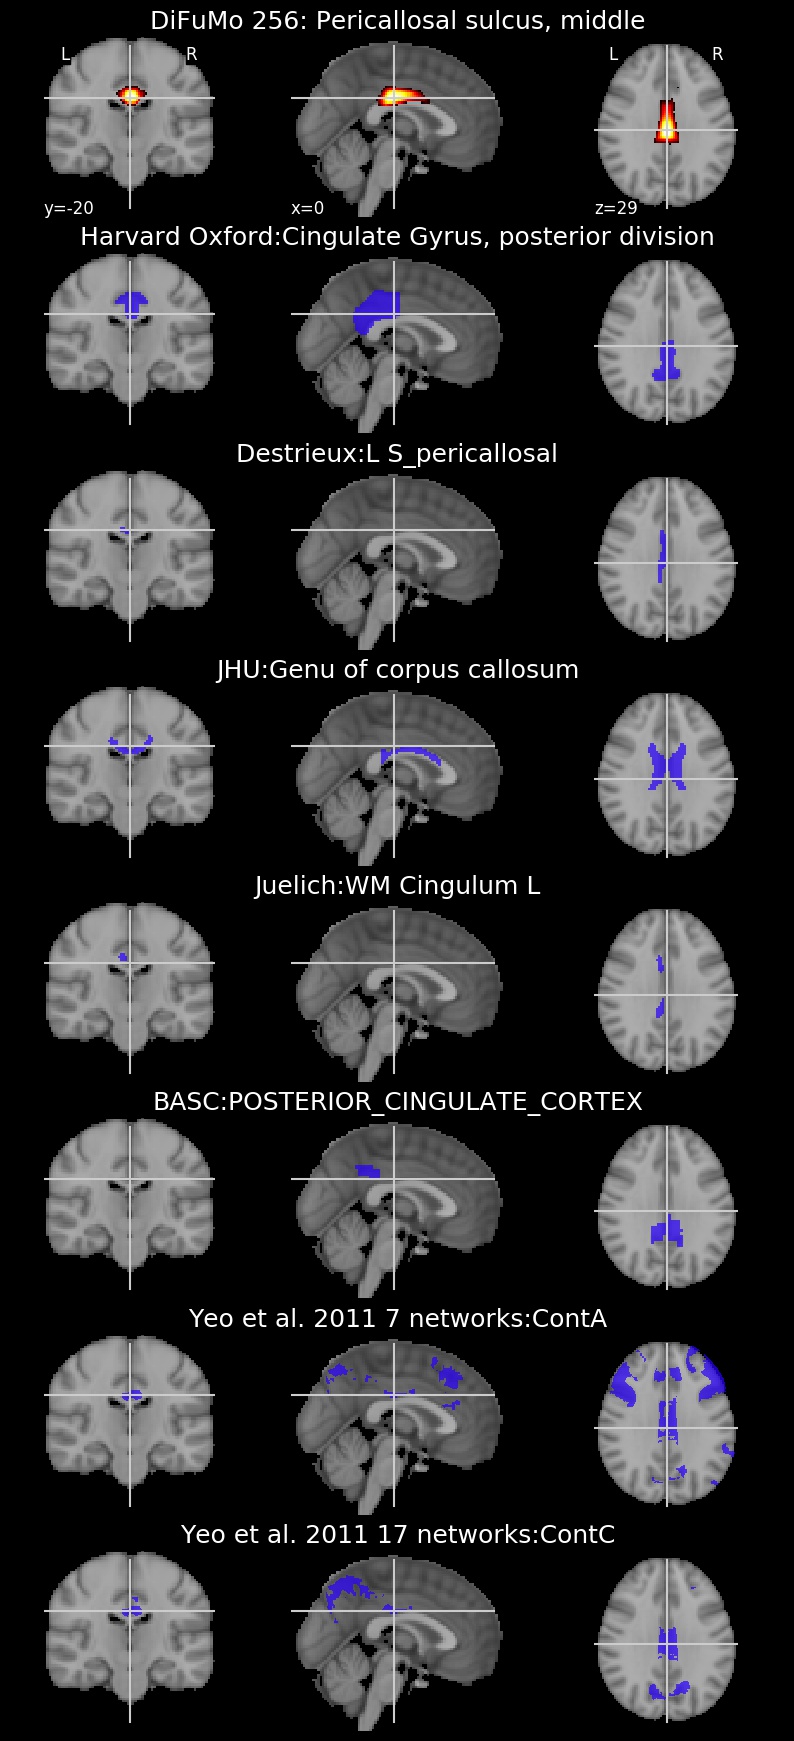 DiFuMo 256: Pericallosal sulcus, middle
L R L R
y=-20 x=0 z=29
Harvard Oxford:Cingulate Gyrus, posterior division
Destrieux:L S_pericallosal
JHU:Genu of corpus callosum
Juelich:WM Cingulum L
BASC:POSTERIOR_CINGULATE_CORTEX
Yeo et al. 2011 7 networks:ContA
Yeo et al. 2011 17 networks:ContC